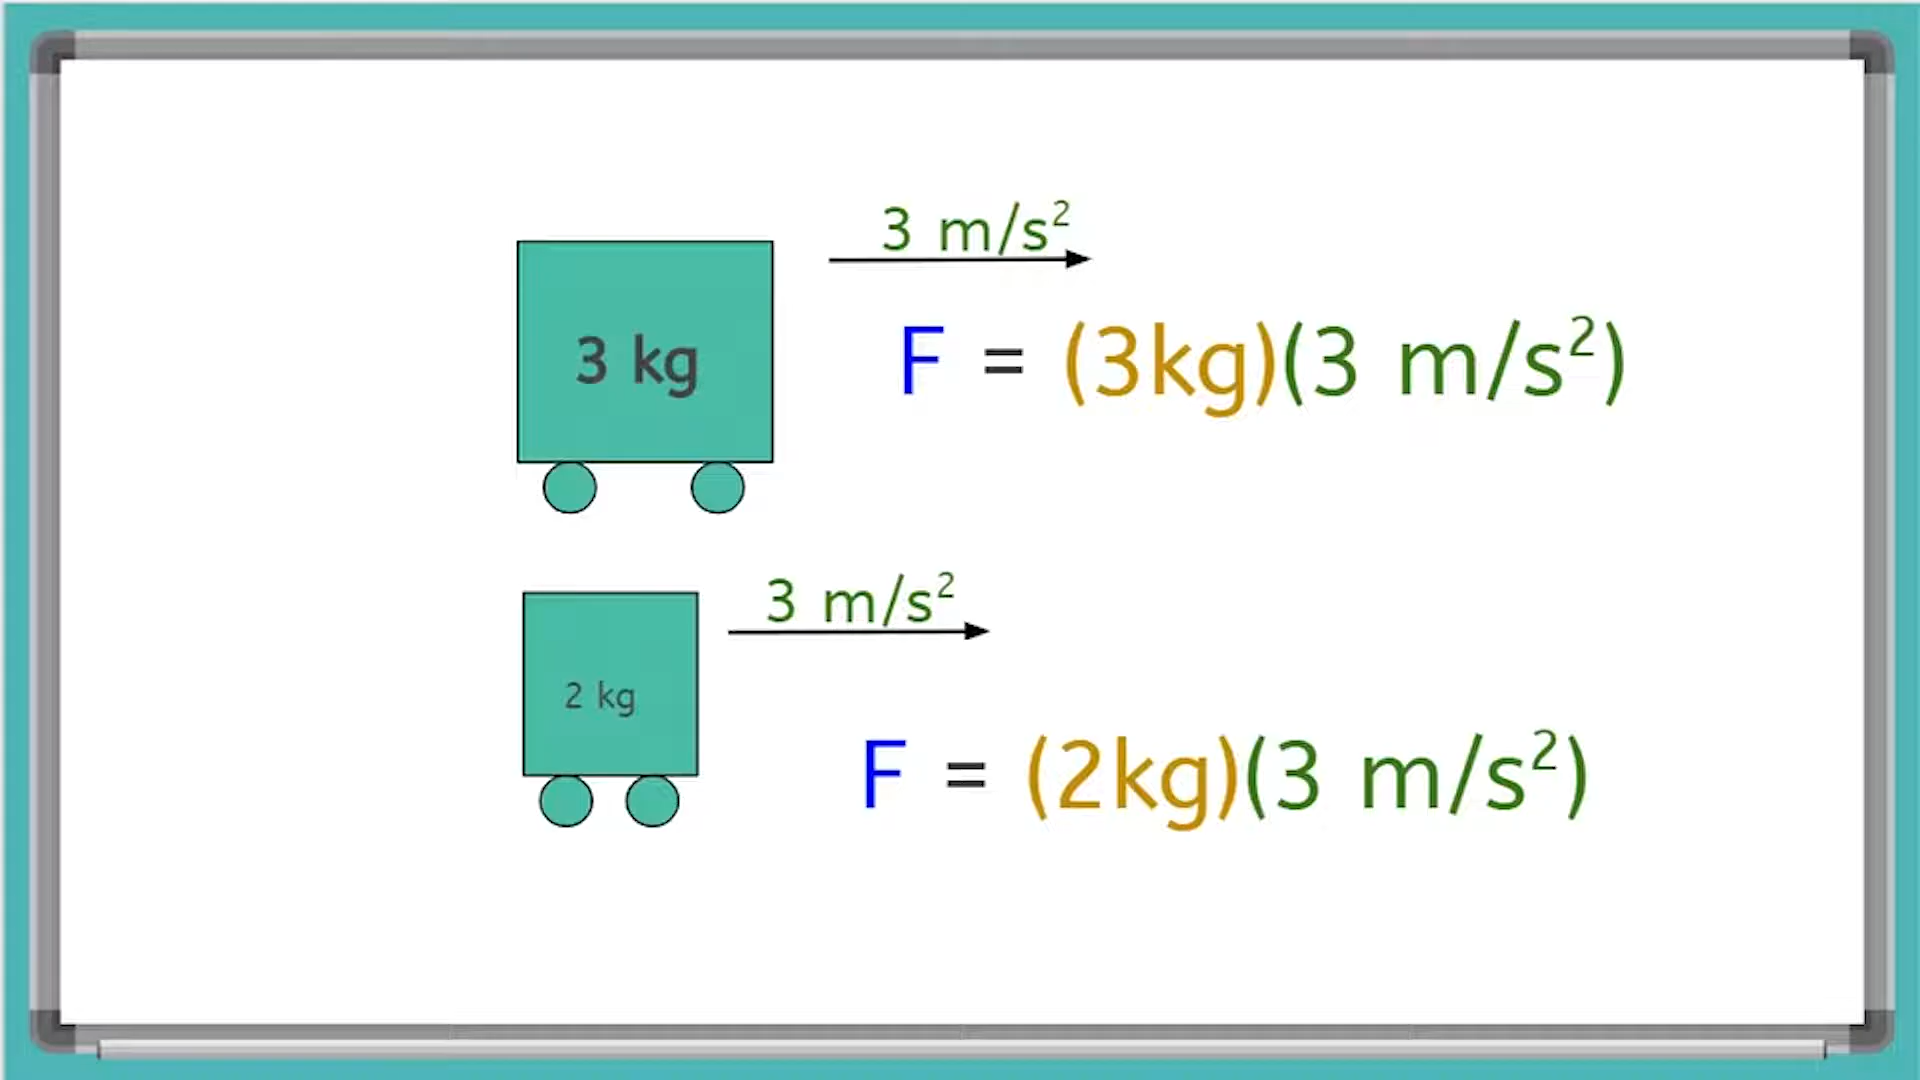 3 m/s²
3 kg
F = (3kg)(3 m/s²)
3 m/s²
2 kg
F = (2kg)(3 m/s²)